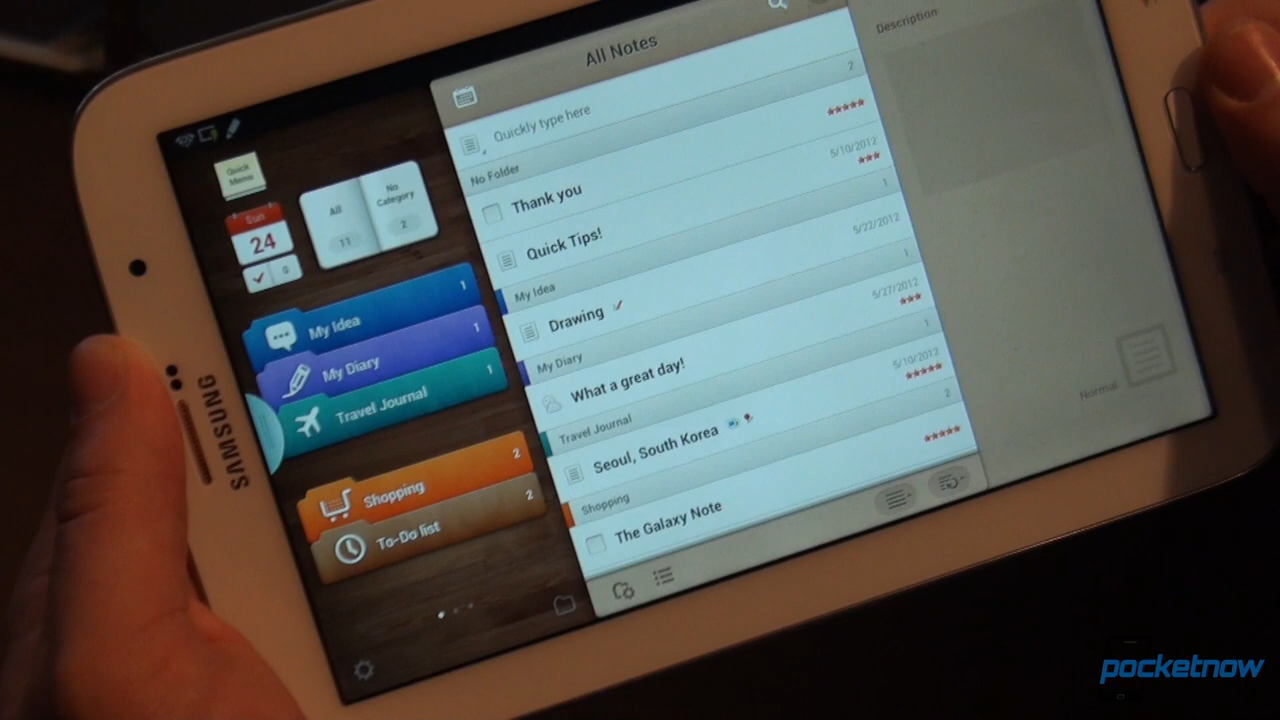 Quick
Memo
Sun
24
0
All
11
No
Category
2
My Idea 1
My Diary 1
Travel Journal 1
Shopping 2
To-Do list 2
SAMSUNG
All Notes
Quickly type here
No Folder 2
Thank you
5/10/2012
Quick Tips!
My Idea 1
5/22/2012
Drawing
My Diary 1
5/27/2012
What a great day!
Travel Journal 1
5/10/2012
Seoul, South Korea
Shopping 2
The Galaxy Note
Description
Normal
pocketnow